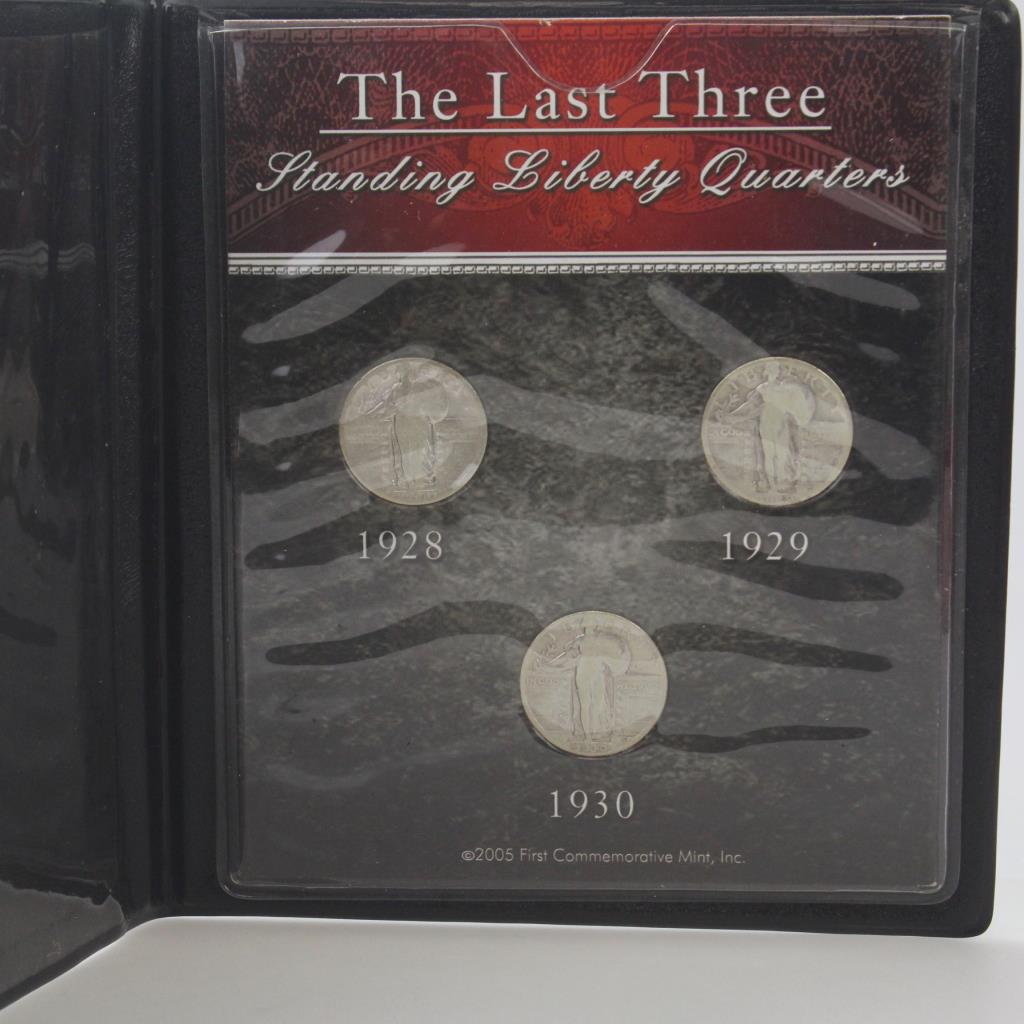 The Last Three
Standing Liberty Quarters
1928
1929
1930
©2005 First Commemorative Mint, Inc.